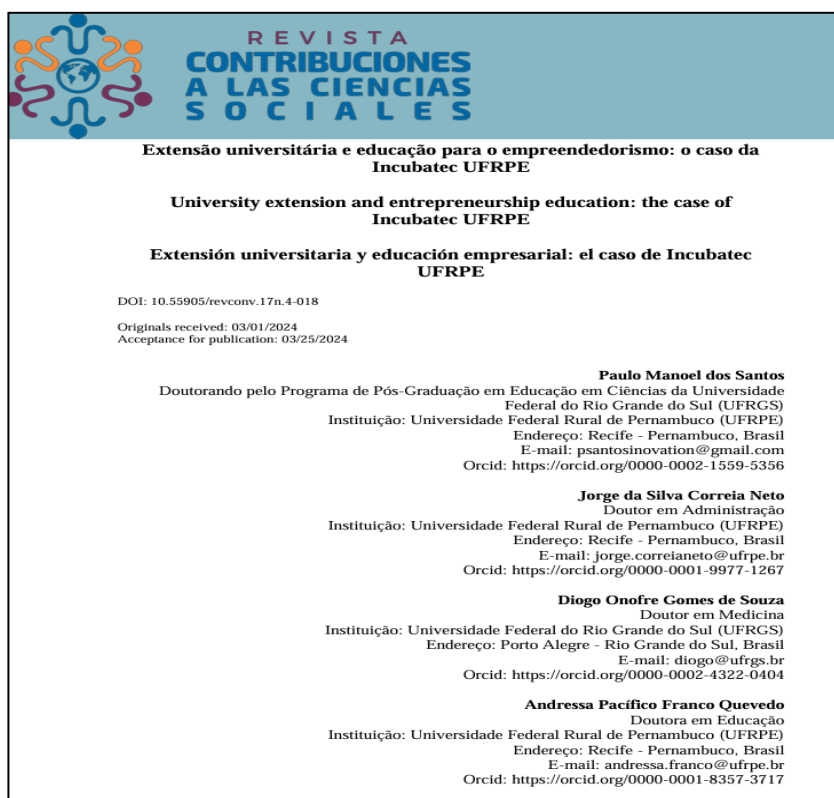 REVISTA
CONTRIBUCIONES
A LAS CIENCIAS
SOCIALES
Extensão universitária e educação para o empreendedorismo: o caso da
Incubatec UFRPE
University extension and entrepreneurship education: the case of
Incubatec UFRPE
Extensión universitaria y educación empresarial: el caso de Incubatec
UFRPE
DOI: 10.55905/revconv.17n.4-018
Originals received: 03/01/2024
Acceptance for publication: 03/25/2024
Paulo Manoel dos Santos
Doutorando pelo Programa de Pós-Graduação em Educação em Ciências da Universidade
Federal do Rio Grande do Sul (UFRGS)
Instituição: Universidade Federal Rural de Pernambuco (UFRPE)
Endereço: Recife - Pernambuco, Brasil
E-mail: psantosinovation@gmail.com
Orcid: https://orcid.org/0000-0002-1559-5356
Jorge da Silva Correia Neto
Doutor em Administração
Instituição: Universidade Federal Rural de Pernambuco (UFRPE)
Endereço: Recife - Pernambuco, Brasil
E-mail: jorge.correianeto@ufrpe.br
Orcid: https://orcid.org/0000-0001-9977-1267
Diogo Onofre Gomes de Souza
Doutor em Medicina
Instituição: Universidade Federal do Rio Grande do Sul (UFRGS)
Endereço: Porto Alegre - Rio Grande do Sul, Brasil
E-mail: diogo@ufrgs.br
Orcid: https://orcid.org/0000-0002-4322-0404
Andressa Pacífico Franco Quevedo
Doutora em Educação
Instituição: Universidade Federal Rural de Pernambuco (UFRPE)
Endereço: Recife - Pernambuco, Brasil
E-mail: andressa.franco@ufrpe.br
Orcid: https://orcid.org/0000-0001-8357-3717